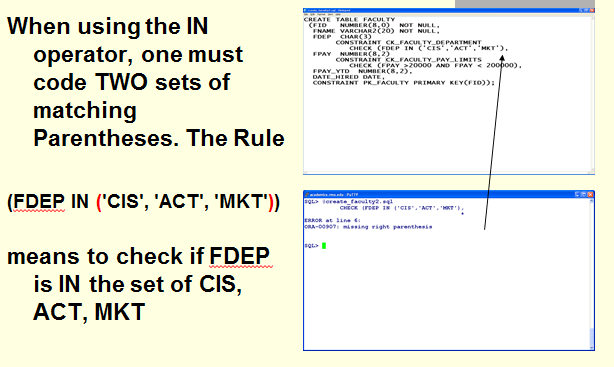 When using the IN
operator, one must
code TWO sets of
matching
Parentheses. The Rule
(FDEP IN ('CIS', 'ACT', 'MKT'))
means to check if FDEP
is IN the set of CIS,
ACT, MKT
CREATE TABLE FACULTY
(FID NUMBER(8,0) NOT NULL,
FNAME VARCHAR2(20) NOT NULL,
FDEP CHAR(3)
CONSTRAINT CK_FACULTY_DEPARTMENT
CHECK (FDEP IN ('CIS','ACT','MKT'),
FPAY NUMBER(8,2)
CONSTRAINT CK_FACULTY_PAY_LIMITS
CHECK (FPAY >20000 AND FPAY < 200000),
FPAY_YTD NUMBER(8,2),
DATE_HIRED DATE,
CONSTRAINT PK_FACULTY PRIMARY KEY(FID));
SQL> @create_faculty2.sql
CHECK (FDEP IN ('CIS','ACT','MKT'),
*
ERROR at line 6:
ORA-00907: missing right parenthesis
SQL>